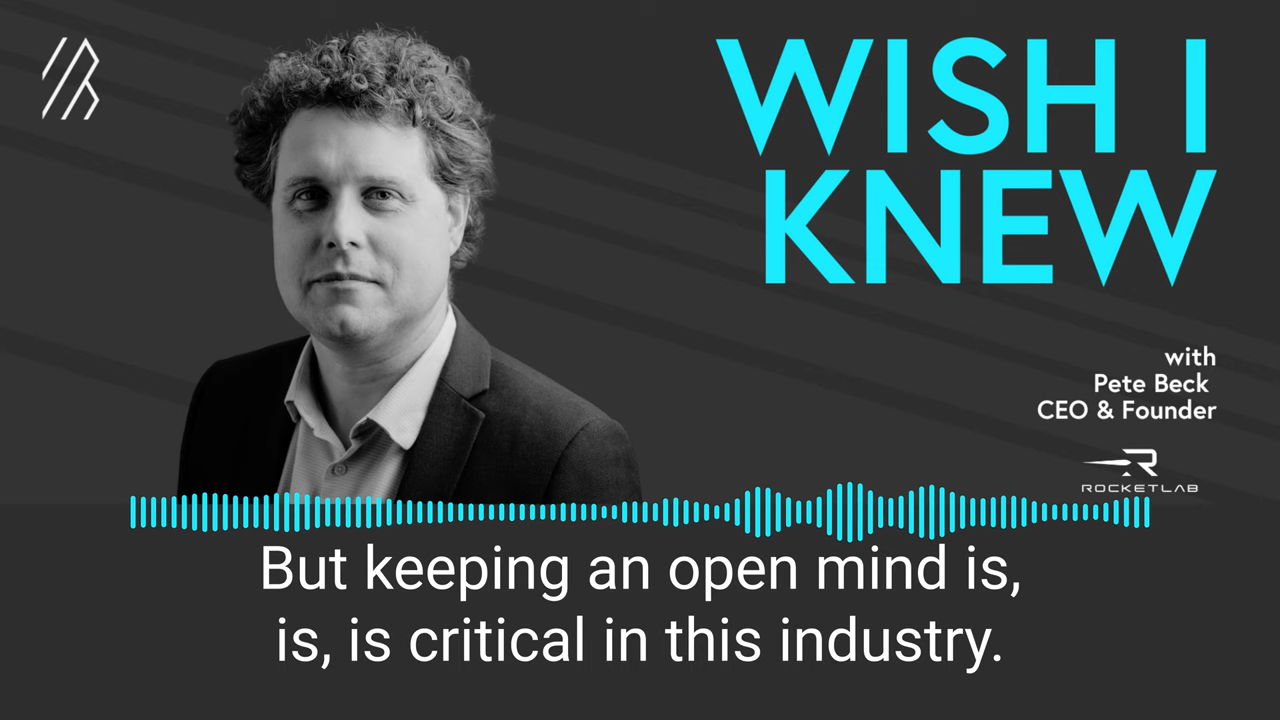 WISH I
KNEW
with
Pete Beck
CEO & Founder
R
ROCKETLAB
But keeping an open mind is,
is, is critical in this industry.